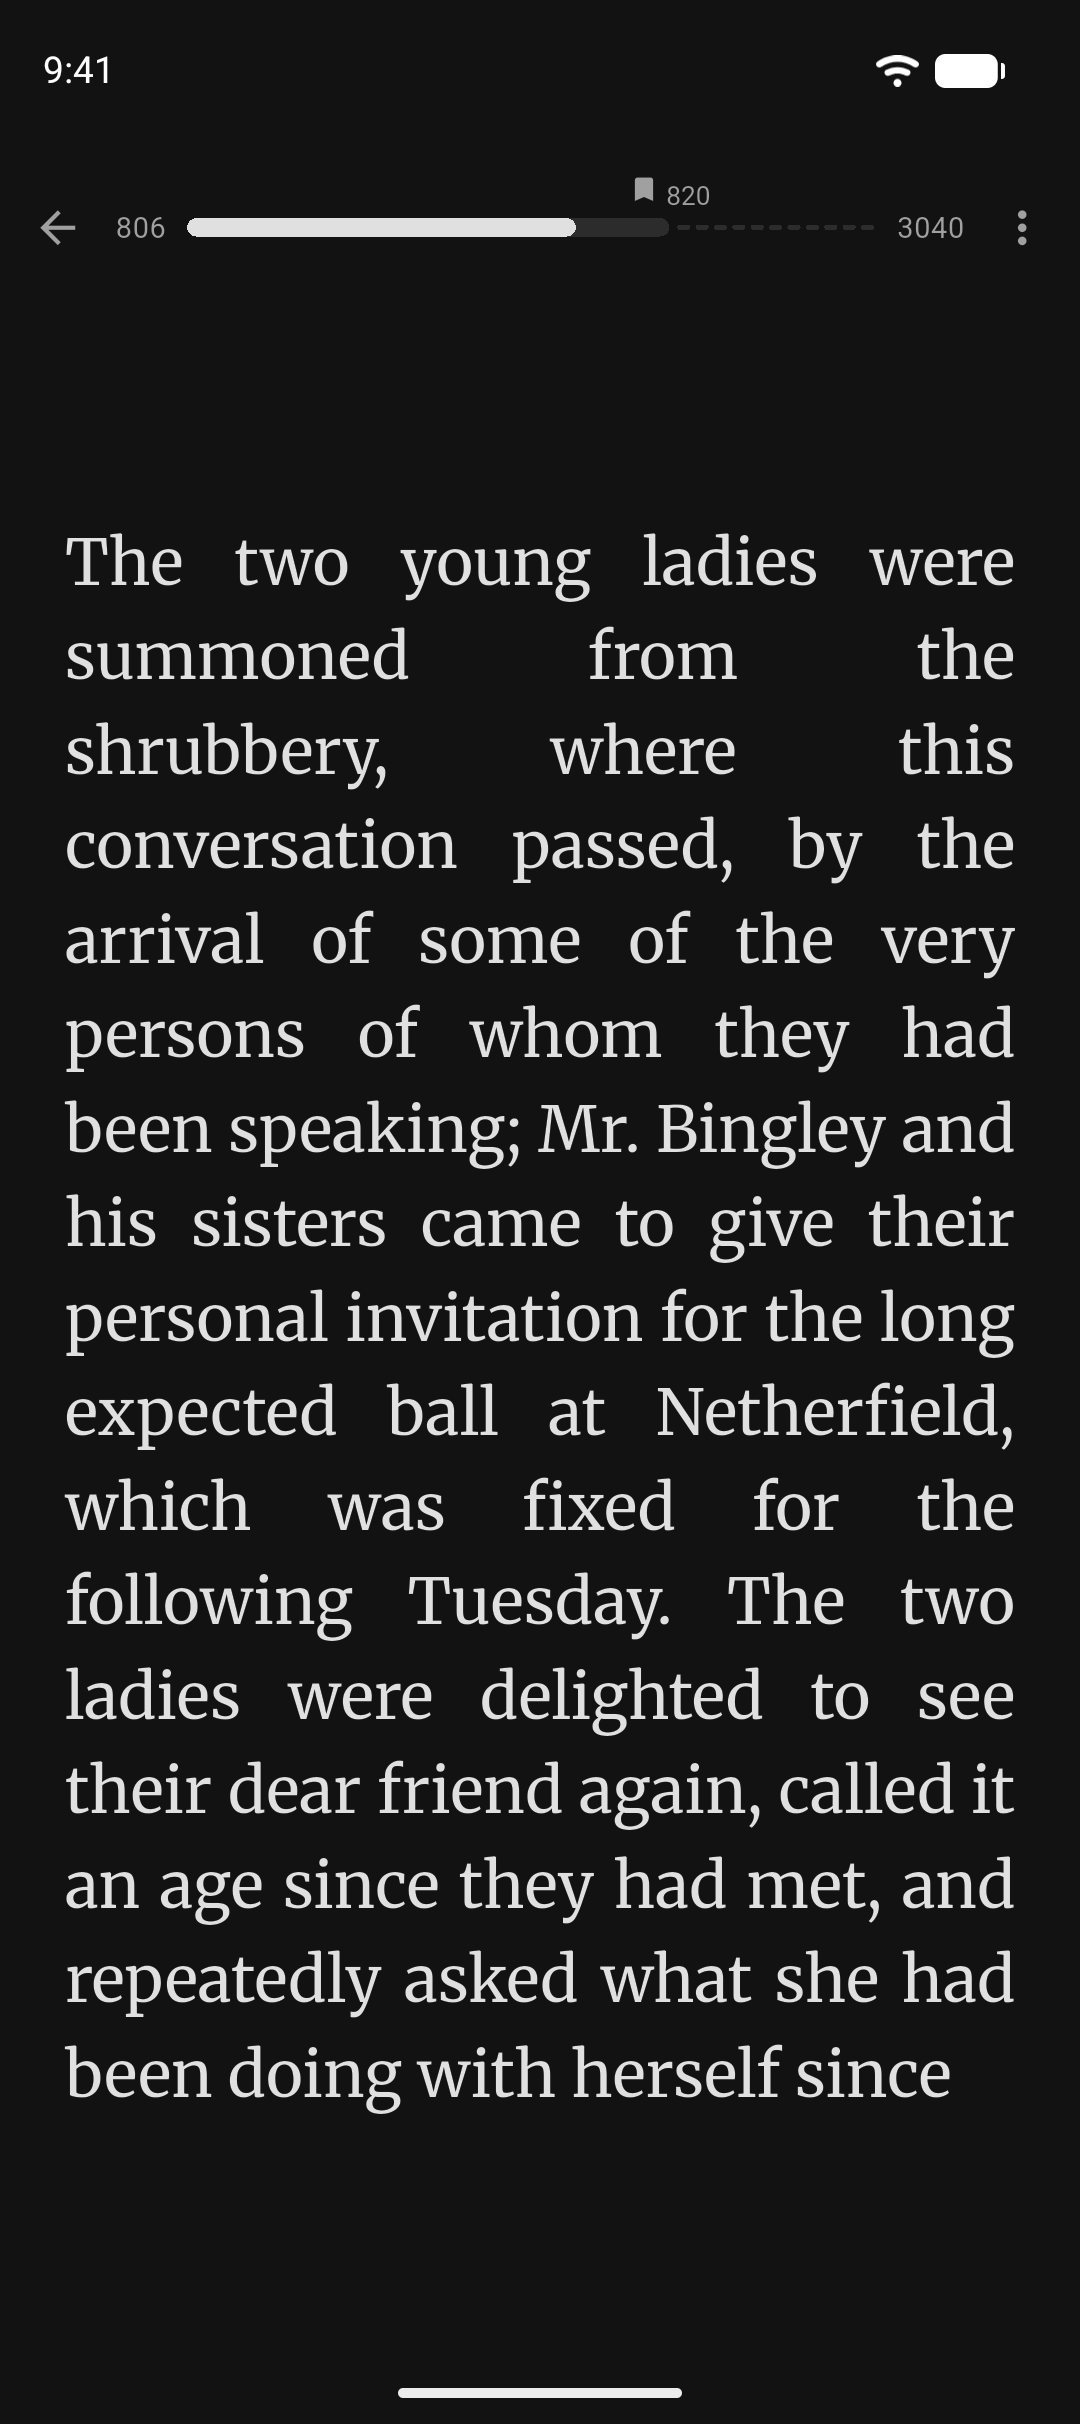 9:41
820
806
3040
The two young ladies were
summoned from the
shrubbery, where this
conversation passed, by the
arrival of some of the very
persons of whom they had
been speaking; Mr. Bingley and
his sisters came to give their
personal invitation for the long
expected ball at Netherfield,
which was fixed for the
following Tuesday. The two
ladies were delighted to see
their dear friend again, called it
an age since they had met, and
repeatedly asked what she had
been doing with herself since